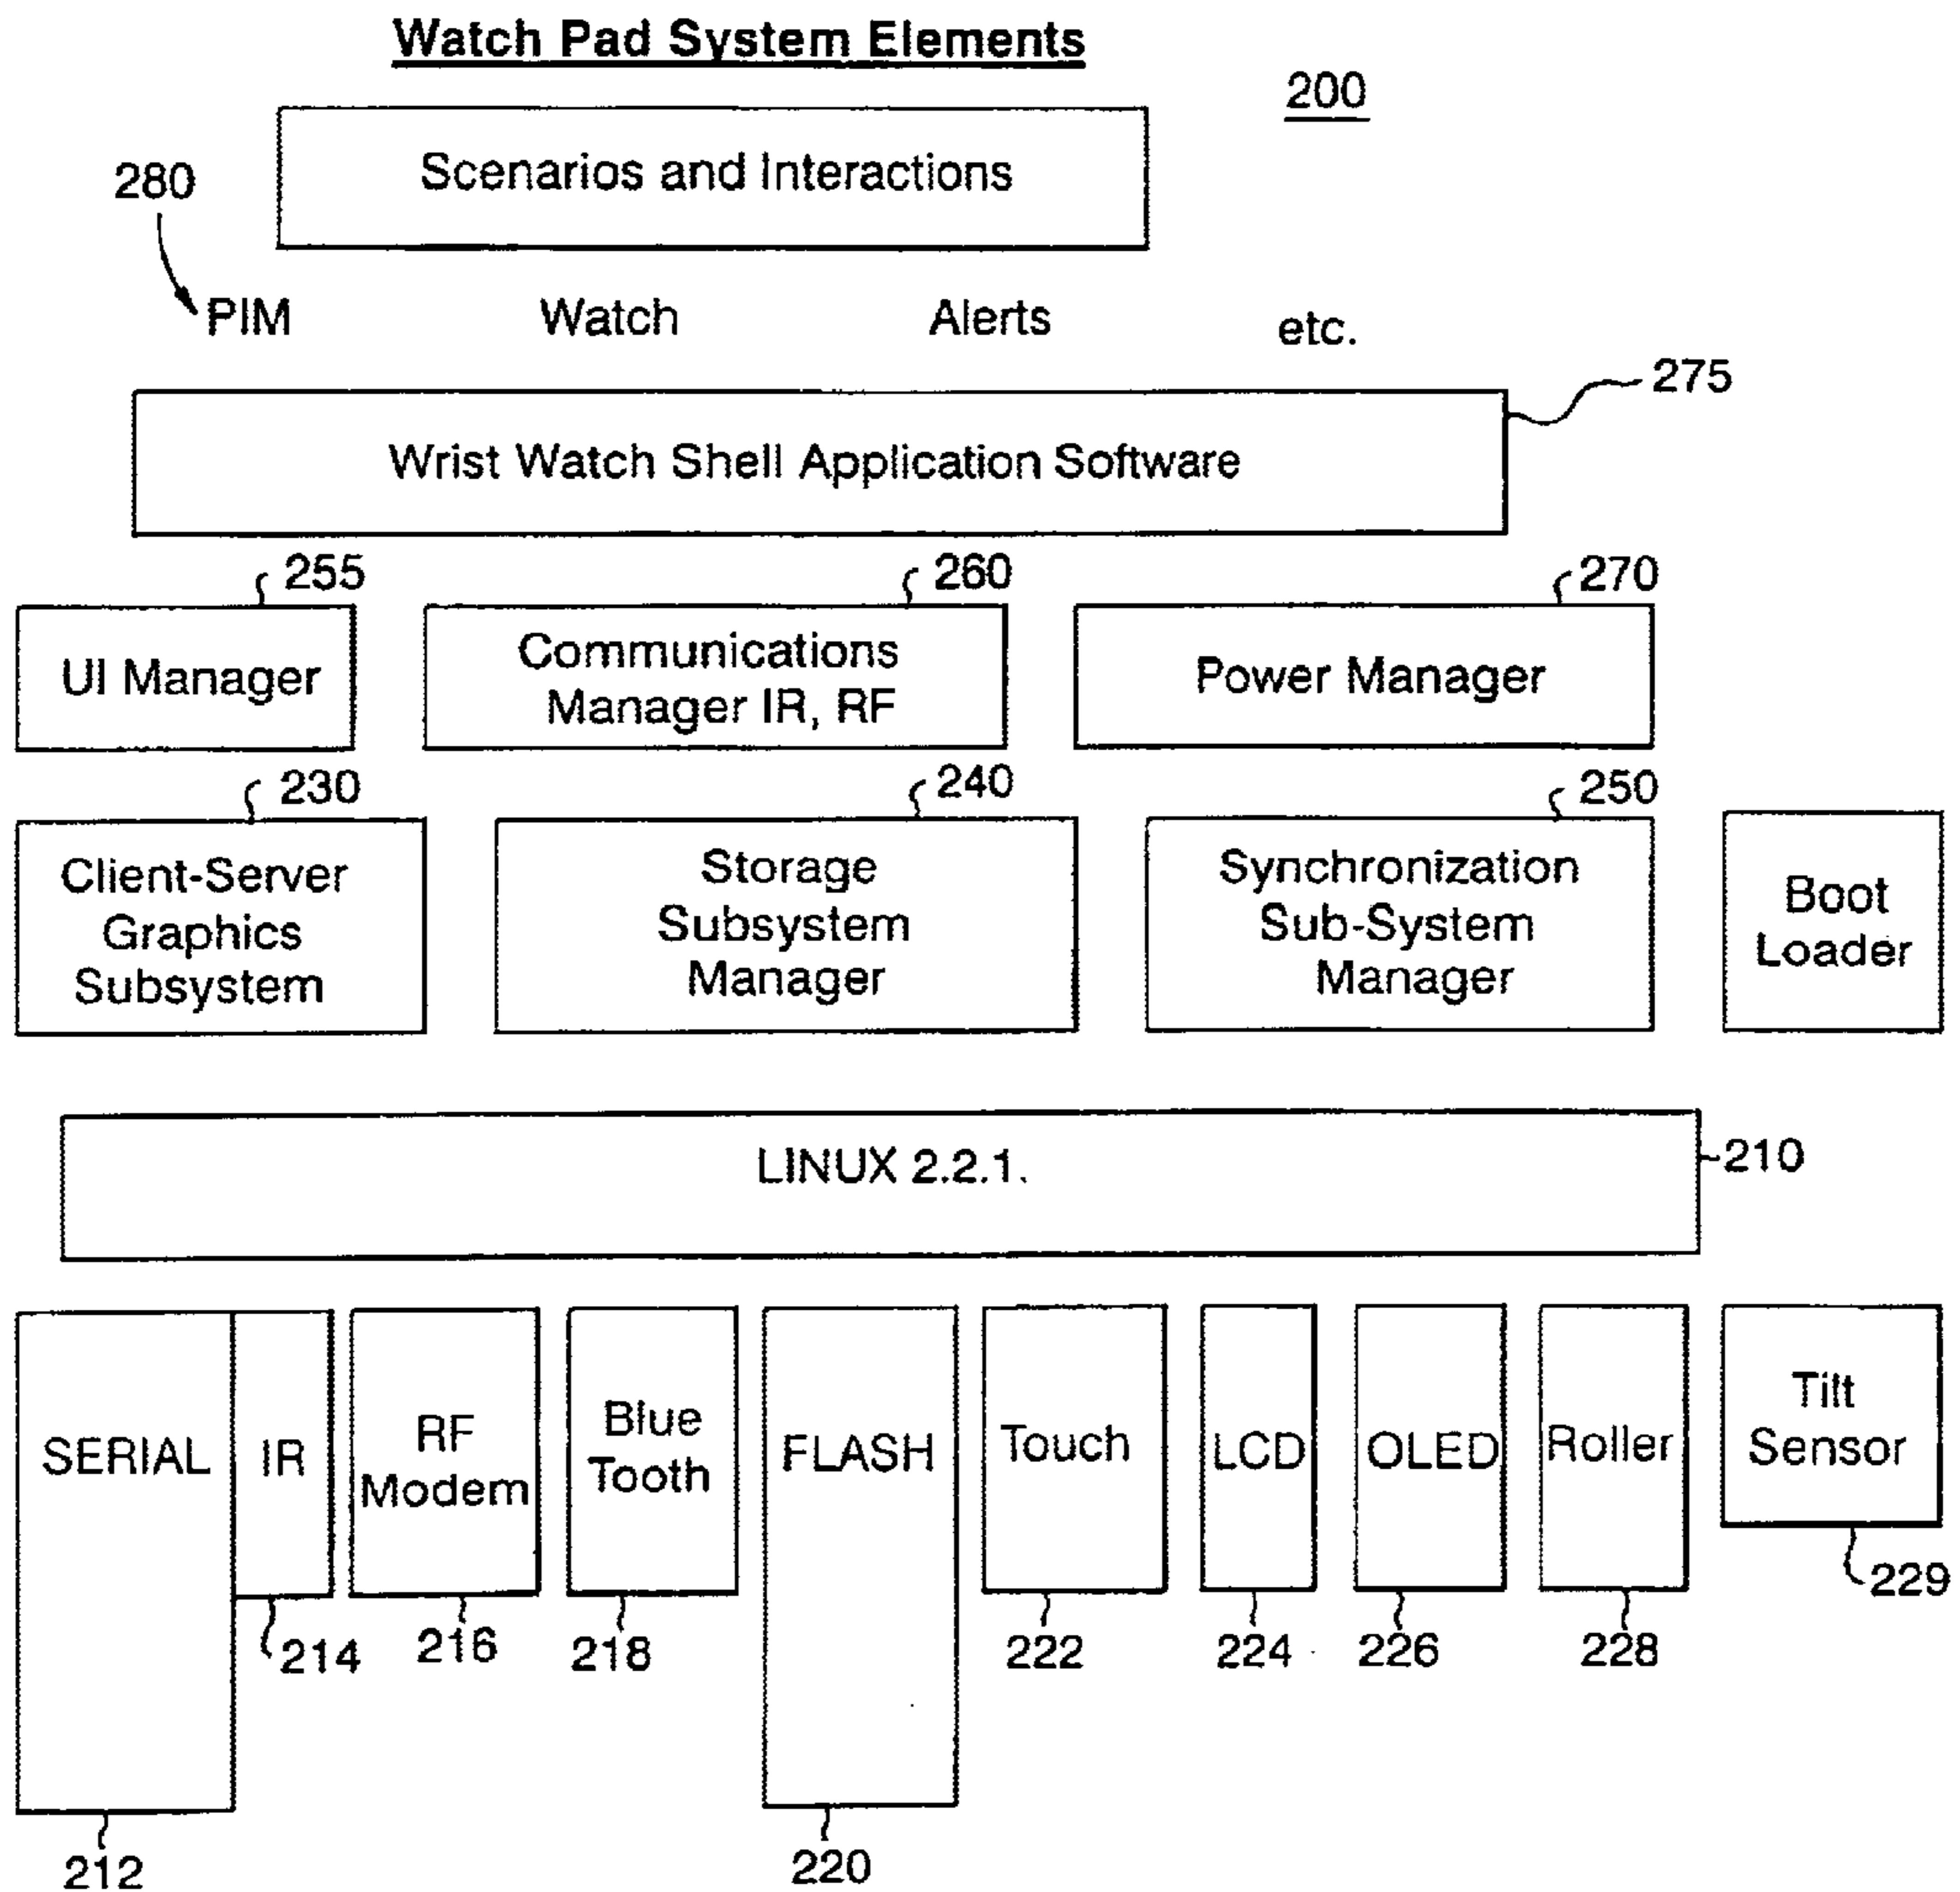 Watch Pad System Elements
200
Scenarios and Interactions
280
PIM
Watch
Alerts
etc.
275
Wrist Watch Shell Application Software
255
260
270
UI Manager
Communications
Manager IR, RF
Power Manager
230
240
250
Client-Server
Graphics
Subsystem
Storage
Subsystem
Manager
Synchronization
Sub-System
Manager
Boot
Loader
LINUX 2.2.1.
210
SERIAL
IR
RF
Modem
Blue
Tooth
FLASH
Touch
LCD
OLED
Roller
Tilt
Sensor
229
214
216
218
222
224
226
228
212
220